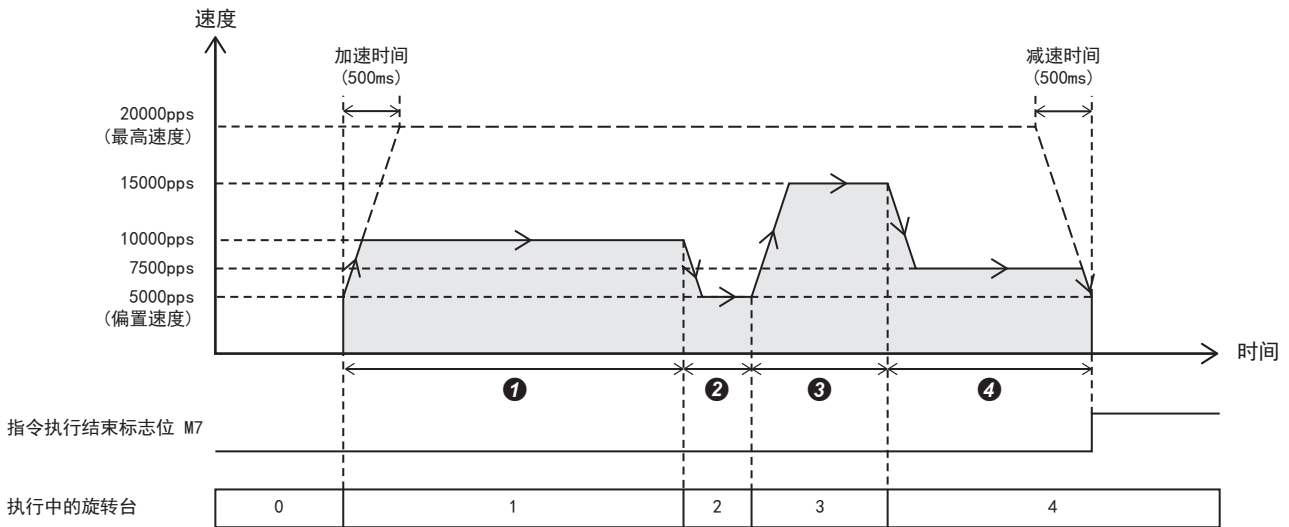 速度
加速时间
(500ms)
减速时间
(500ms)
20000pps
(最高速度)
15000pps
10000pps
7500pps
5000pps
(偏置速度)
时间
❶ ❷ ❸ ❹
指令执行结束标志位 M7
执行中的旋转台 0 1 2 3 4